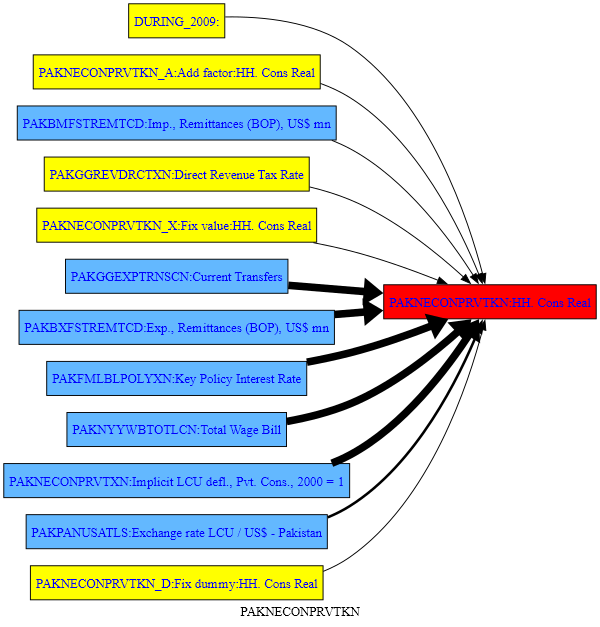 DURING_2009:
PAKNECONPRVTKN_A:Add factor:HH. Cons Real
PAKBMFSTREMTCD:Imp., Remittances (BOP), US$ mn
PAKGGREVDRCTXN:Direct Revenue Tax Rate
PAKNECONPRVTKN_X:Fix value:HH. Cons Real
PAKGGEXPTRNSCN:Current Transfers
PAKNECONPRVTKN:HH. Cons Real
PAKBXFSTREMTCD:Exp., Remittances (BOP), US$ mn
PAKFMLBLPOLYXN:Key Policy Interest Rate
PAKNYYWBTOTLCN:Total Wage Bill
PAKNECONPRVTXN:Implicit LCU defl., Pvt. Cons., 2000 = 1
PAKPANUSATLS:Exchange rate LCU / US$ - Pakistan
PAKNECONPRVTKN_D:Fix dummy:HH. Cons Real
PAKNECONPRVTKN